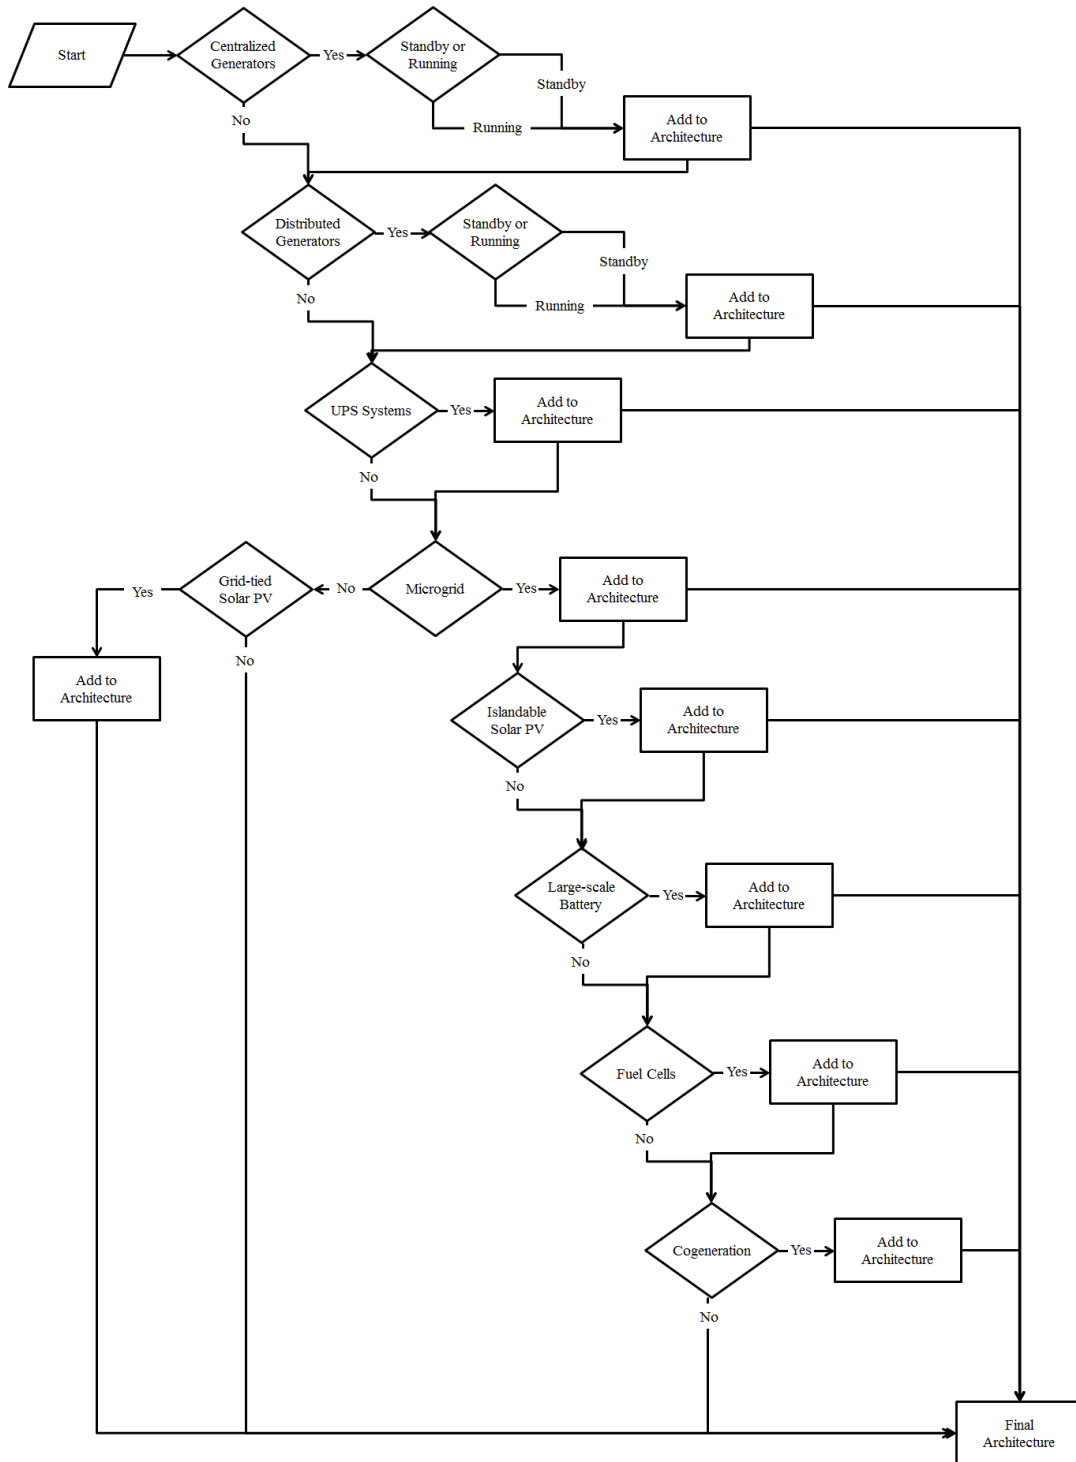 Start
Centralized
Generators
Yes
Standby or
Running
Standby
No
Running
Add to
Architecture
Distributed
Generators
Yes
Standby or
Running
Standby
No
Running
Add to
Architecture
UPS Systems
Yes
Add to
Architecture
No
Grid-tied
Solar PV
Yes
No
Microgrid
Yes
Add to
Architecture
No
Add to
Architecture
Islandable
Solar PV
Yes
Add to
Architecture
No
Large-scale
Battery
Yes
Add to
Architecture
No
Fuel Cells
Yes
Add to
Architecture
No
Cogeneration
Yes
Add to
Architecture
No
Final
Architecture